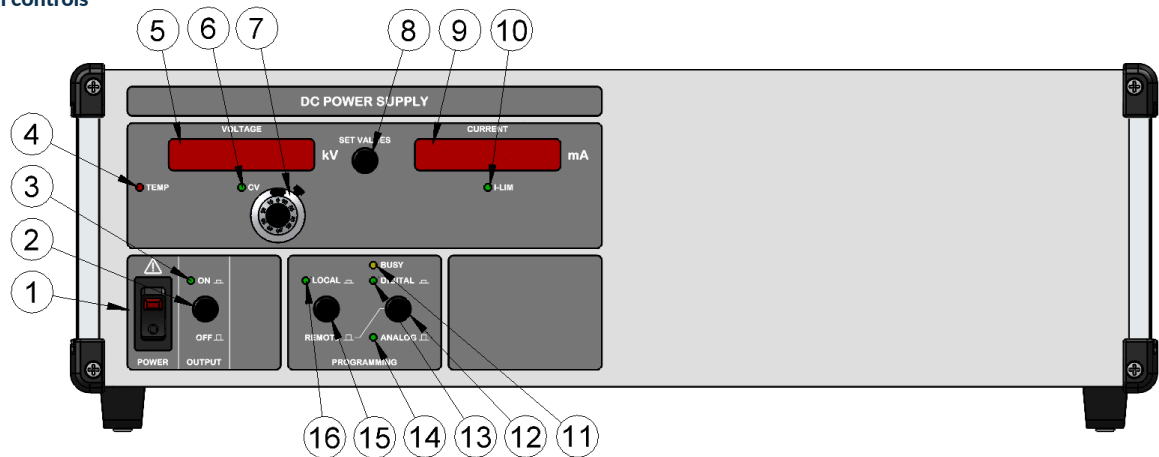 controls
5 6 7 8 9 10
DC POWER SUPPLY
VOLTAGE
SET VALUES
CURRENT
kV
mA
4
TEMP
CV
I-LIM
3
2
1
ON
OFF
POWER
OUTPUT
BUSY
LOCAL
DIGITAL
REMOTE
ANALOG
PROGRAMMING
16 15 14 13 12 11